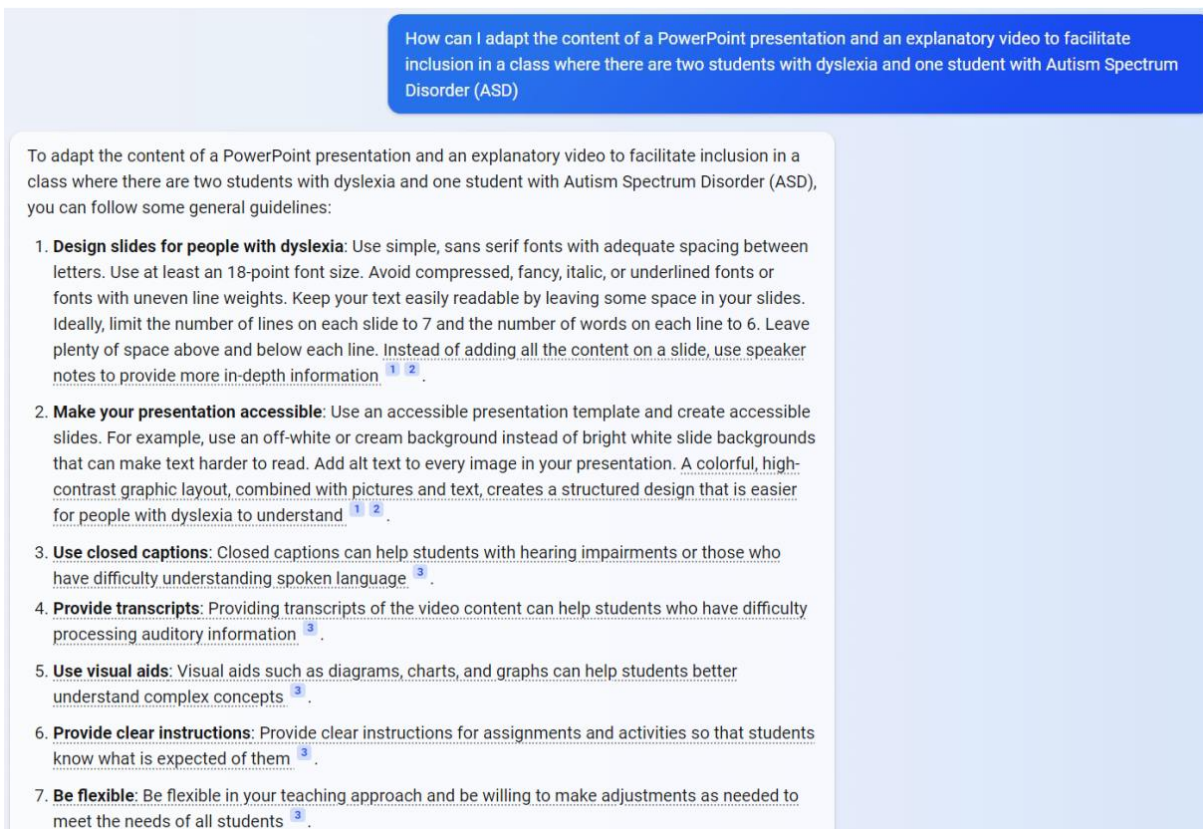 How can I adapt the content of a PowerPoint presentation and an explanatory video to facilitate
inclusion in a class where there are two students with dyslexia and one student with Autism Spectrum
Disorder (ASD)
To adapt the content of a PowerPoint presentation and an explanatory video to facilitate inclusion in a
class where there are two students with dyslexia and one student with Autism Spectrum Disorder (ASD),
you can follow some general guidelines:
1. Design slides for people with dyslexia: Use simple, sans serif fonts with adequate spacing between
letters. Use at least an 18-point font size. Avoid compressed, fancy, italic, or underlined fonts or
fonts with uneven line weights. Keep your text easily readable by leaving some space in your slides.
Ideally, limit the number of lines on each slide to 7 and the number of words on each line to 6. Leave
plenty of space above and below each line. Instead of adding all the content on a slide, use speaker
notes to provide more in-depth information 1 2 .
2. Make your presentation accessible: Use an accessible presentation template and create accessible
slides. For example, use an off-white or cream background instead of bright white slide backgrounds
that can make text harder to read. Add alt text to every image in your presentation. A colorful, high-
contrast graphic layout, combined with pictures and text, creates a structured design that is easier
for people with dyslexia to understand 1 2 .
3. Use closed captions: Closed captions can help students with hearing impairments or those who
have difficulty understanding spoken language 3 .
4. Provide transcripts: Providing transcripts of the video content can help students who have difficulty
processing auditory information 3 .
5. Use visual aids: Visual aids such as diagrams, charts, and graphs can help students better
understand complex concepts 3 .
6. Provide clear instructions: Provide clear instructions for assignments and activities so that students
know what is expected of them 3 .
7. Be flexible: Be flexible in your teaching approach and be willing to make adjustments as needed to
meet the needs of all students 3 .